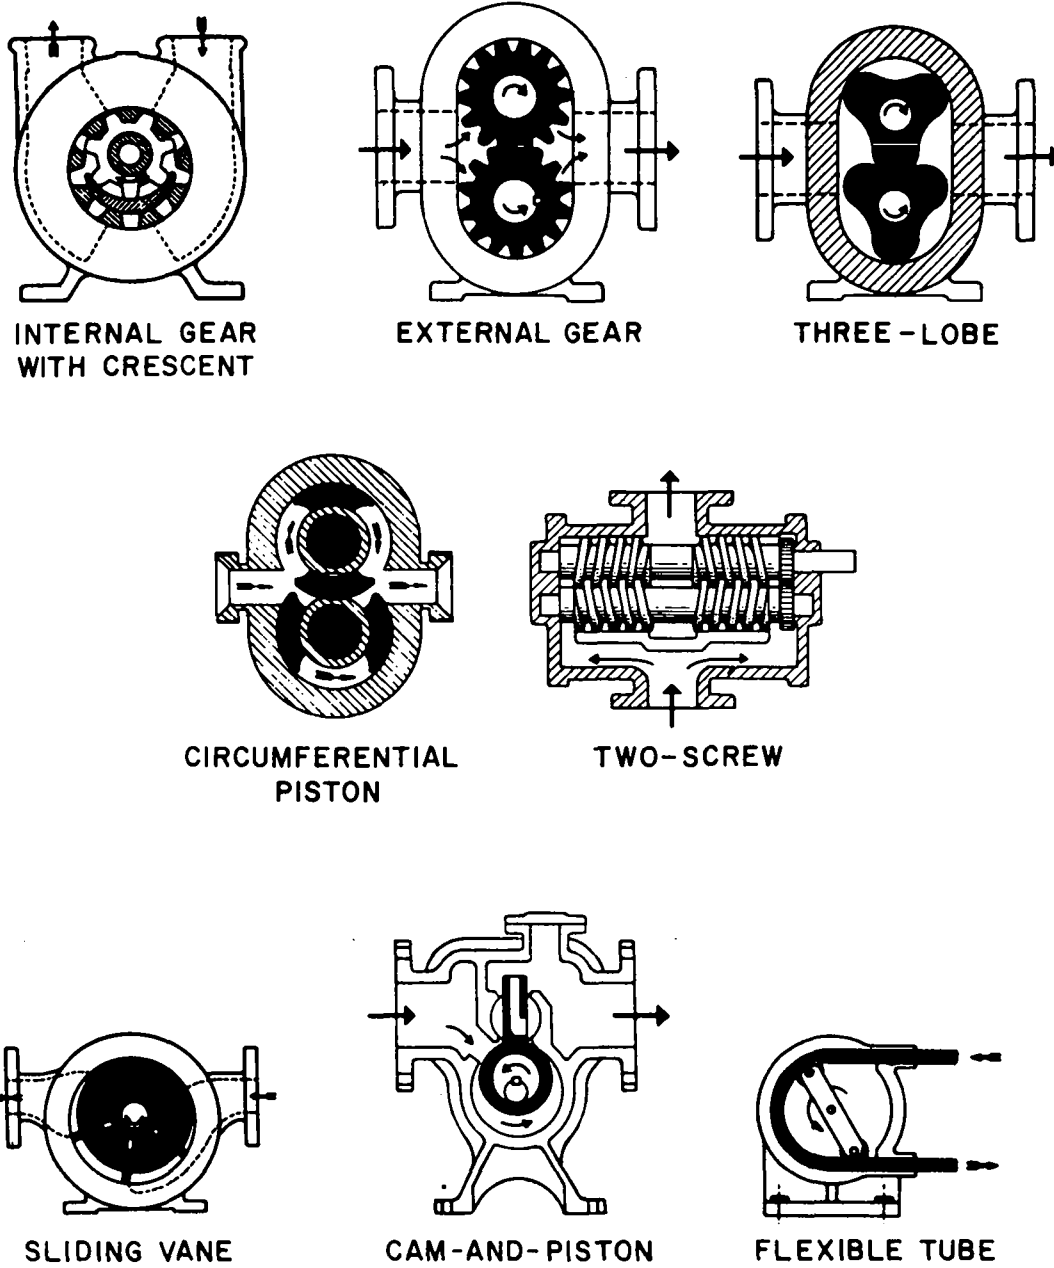 INTERNAL GEAR
WITH CRESCENT
EXTERNAL GEAR
THREE-LOBE
CIRCUMFERENTIAL
PISTON
TWO-SCREW
SLIDING VANE
CAM-AND-PISTON
FLEXIBLE TUBE